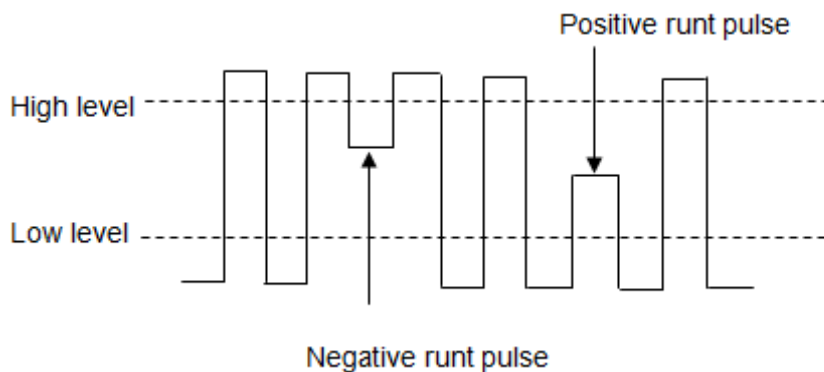 Positive runt pulse
High level
Low level
Negative runt pulse